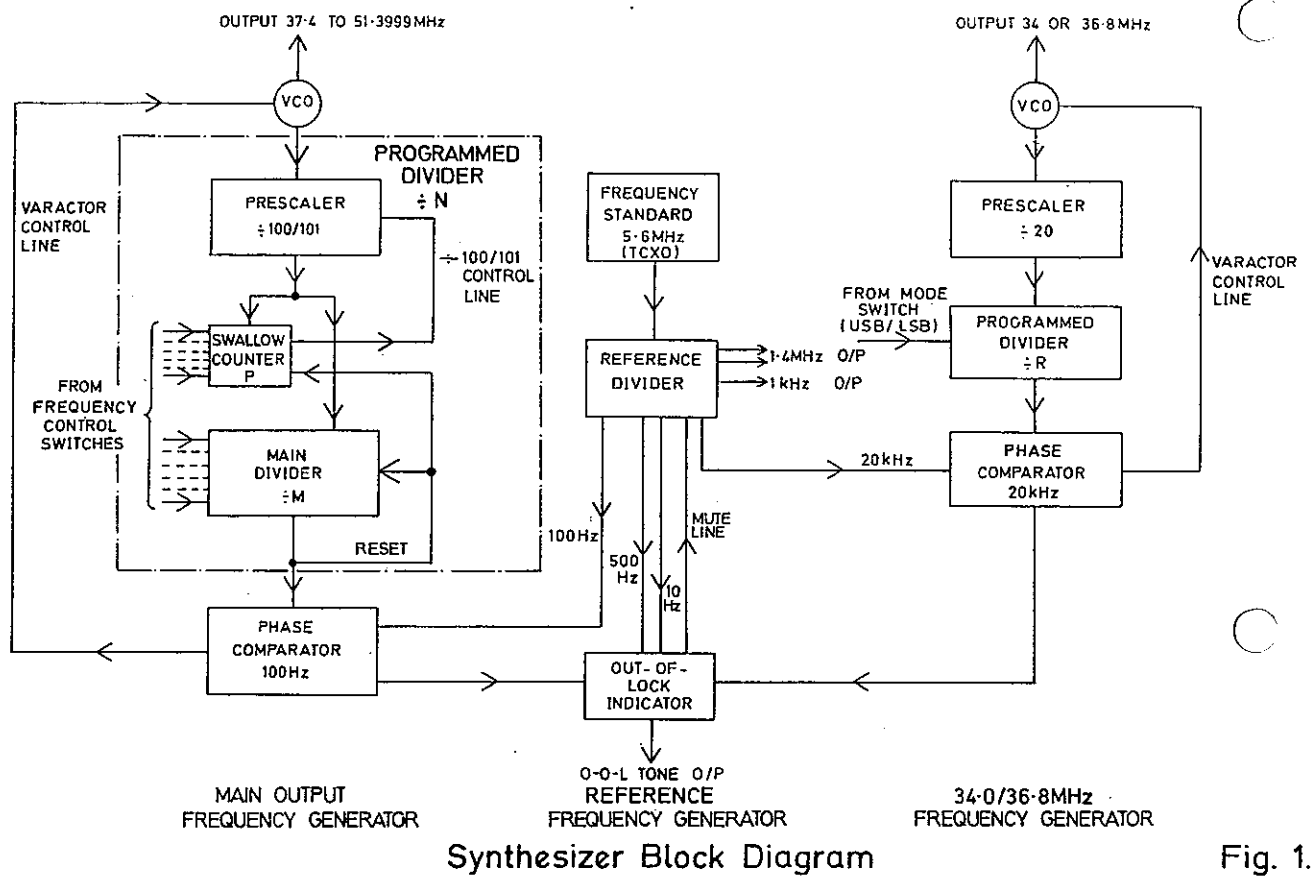 OUTPUT 37·4 TO 51·3999MHz
VCO
PROGRAMMED
DIVIDER
÷ N
PRESCALER
÷100/101
VARACTOR
CONTROL
LINE
÷100/101
CONTROL
LINE
SWALLOW
COUNTER
P
FROM
FREQUENCY
CONTROL
SWITCHES
MAIN
DIVIDER
÷M
RESET
PHASE
COMPARATOR
100Hz
FREQUENCY
STANDARD
5·6MHz
(TCXO)
REFERENCE
DIVIDER
1·4MHz O/P
1kHz O/P
100Hz
500
Hz
10
Hz
MUTE
LINE
20kHz
OUT-OF-
LOCK
INDICATOR
O-O-L TONE O/P
OUTPUT 34 OR 36·8MHz
VCO
PRESCALER
÷20
VARACTOR
CONTROL
LINE
FROM MODE
SWITCH
(USB/LSB)
PROGRAMMED
DIVIDER
÷R
PHASE
COMPARATOR
20kHz
MAIN OUTPUT
FREQUENCY GENERATOR
REFERENCE
FREQUENCY GENERATOR
34·0/36·8MHz
FREQUENCY GENERATOR
Synthesizer Block Diagram
Fig. 1.